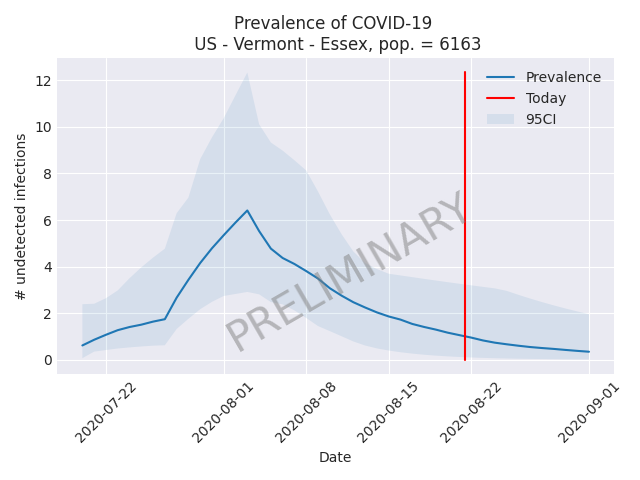 Prevalence of COVID-19
US - Vermont - Essex, pop. = 6163
# undetected infections
12
10
8
6
4
2
0
Prevalence
Today
95CI
PRELIMINARY
2020-07-22
2020-08-01
2020-08-08
2020-08-15
2020-08-22
2020-09-01
Date